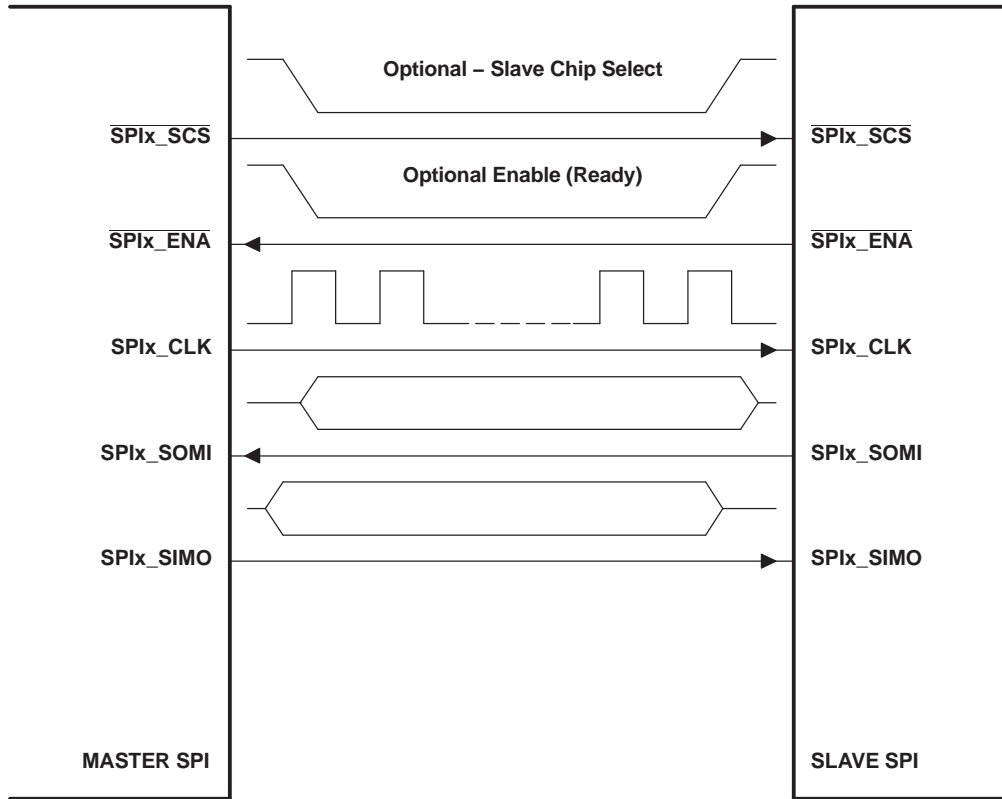 Optional – Slave Chip Select
SPIx_SCS
SPIx_SCS
Optional Enable (Ready)
SPIx_ENA
SPIx_ENA
SPIx_CLK
SPIx_CLK
SPIx_SOMI
SPIx_SOMI
SPIx_SIMO
SPIx_SIMO
MASTER SPI
SLAVE SPI